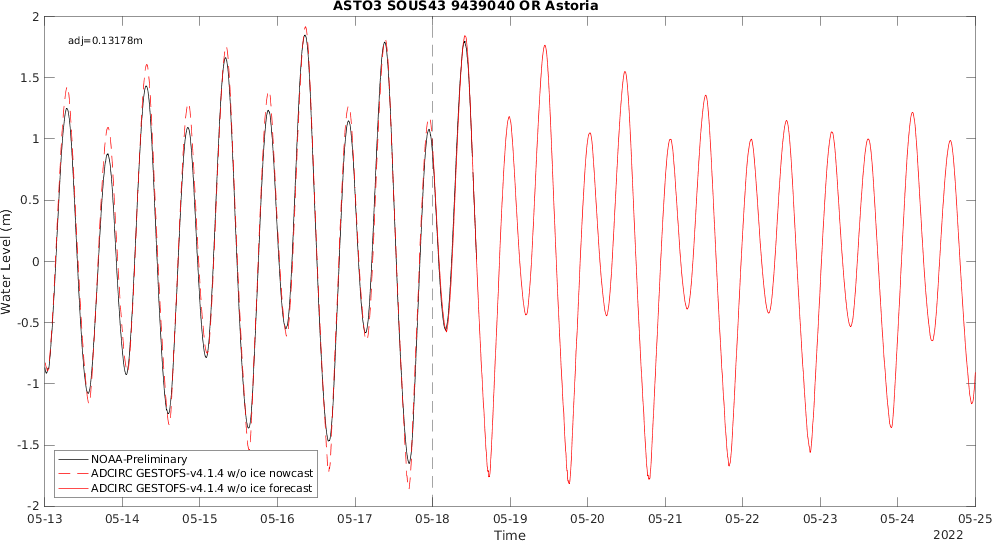 ASTO3 SOUS43 9439040 OR Astoria
adj=0.13178m
Water Level (m)
2
1.5
1
0.5
0
-0.5
-1
-1.5
-2
NOAA-Preliminary
ADCIRC GESTOFS-v4.1.4 w/o ice nowcast
ADCIRC GESTOFS-v4.1.4 w/o ice forecast
05-13 05-14 05-15 05-16 05-17 05-18 05-19 05-20 05-21 05-22 05-23 05-24 05-25
Time
2022